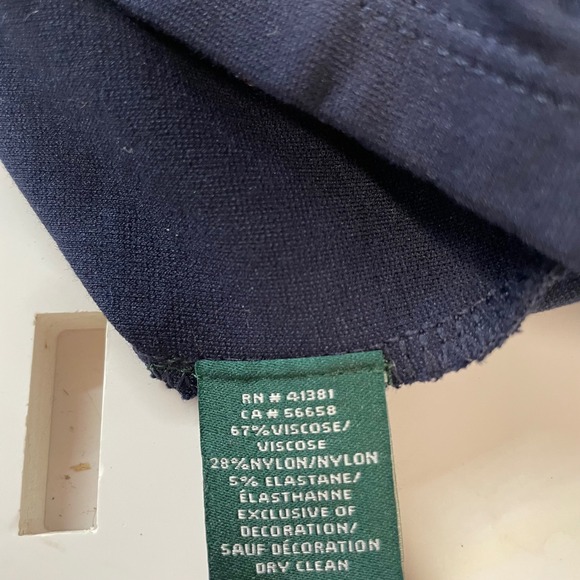 RN # 41381
CA # 56658
67% VISCOSE/
VISCOSE
28% NYLON/NYLON
5% ELASTANE/
ÉLASTHANNE
EXCLUSIVE OF
DECORATION/
SAUF DÉCORATION
DRY CLEAN